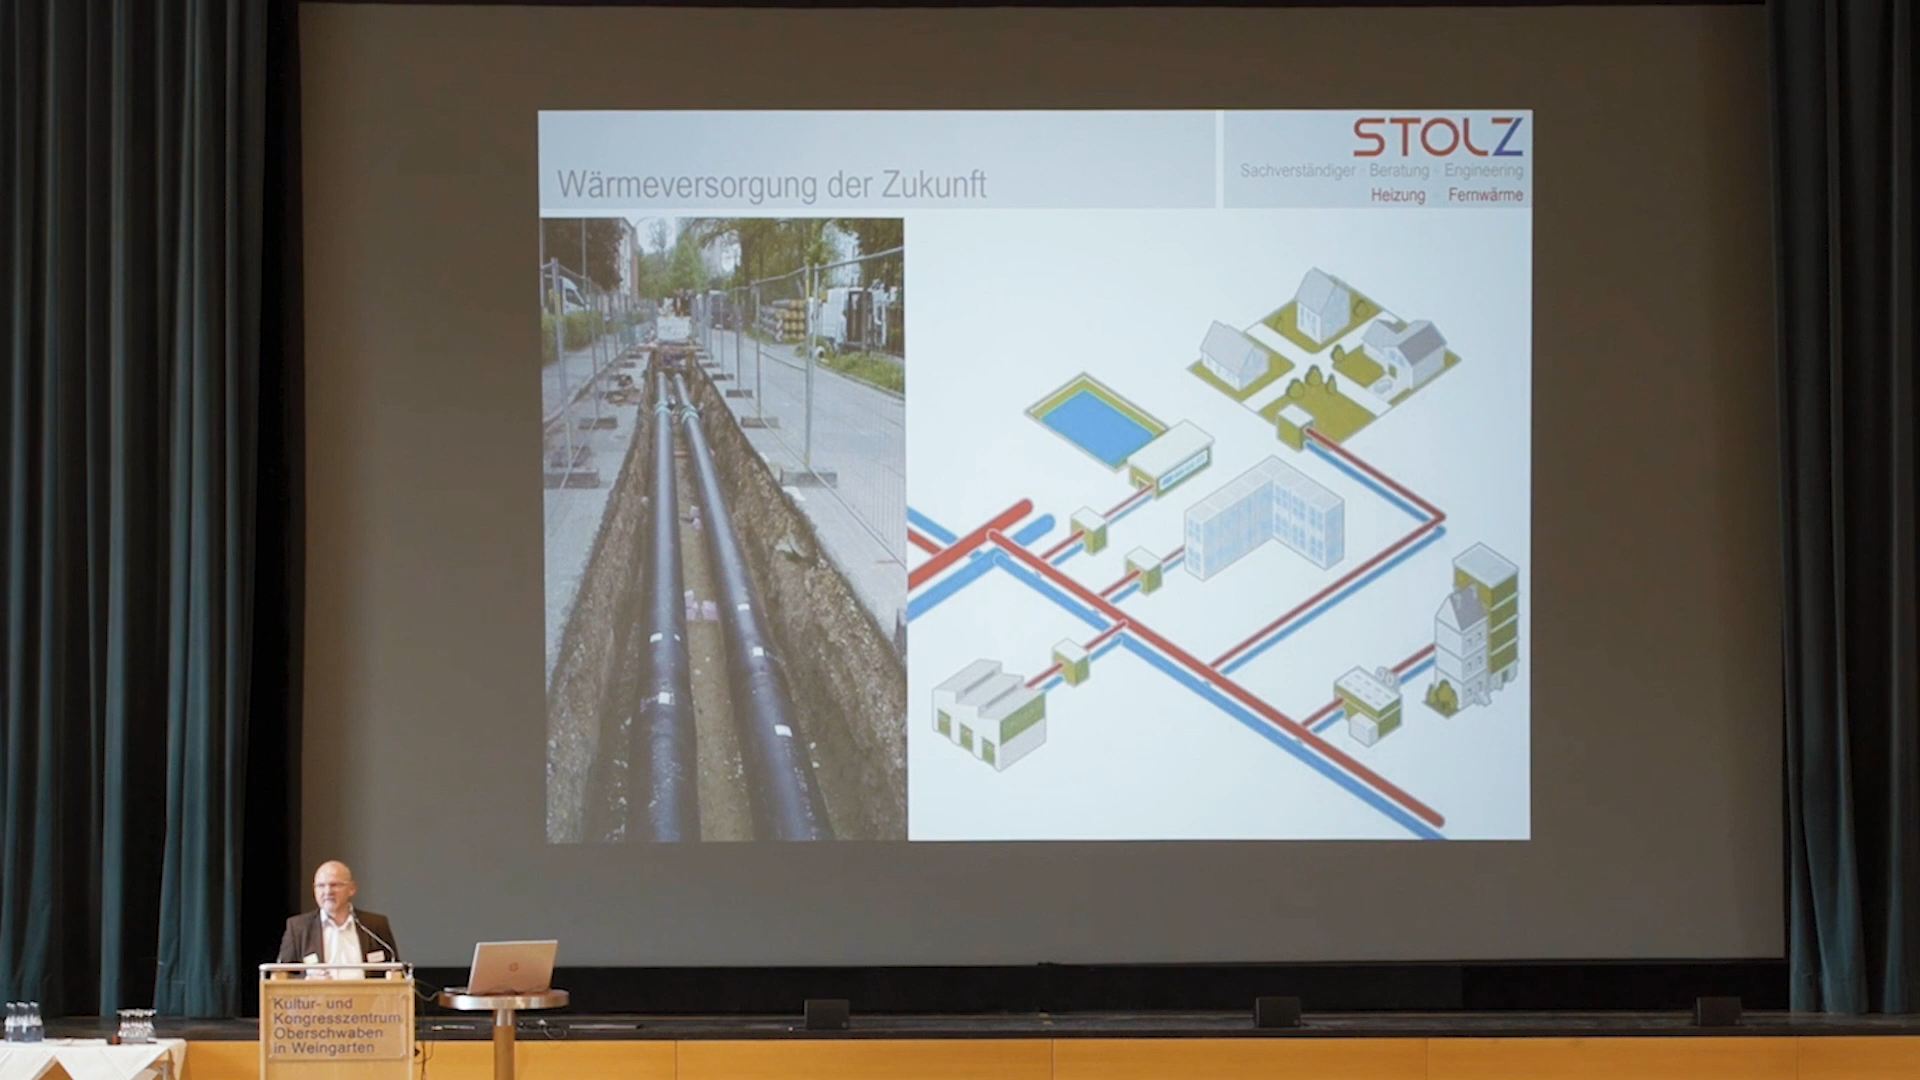 STOLZ
Sachverständiger - Beratung - Engineering
Wärmeversorgung der Zukunft
Heizung - Fernwärme
Kultur- und
Kongresszentrum
Oberschwaben
in Weingarten